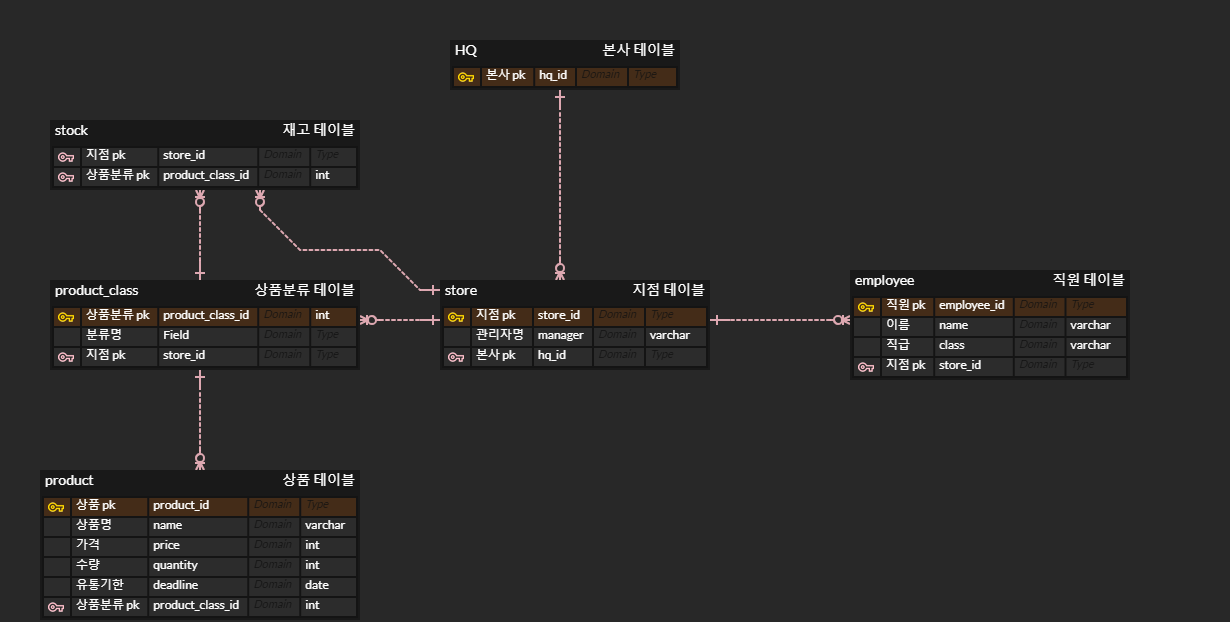 HQ 본사 테이블
본사 pk hq_id Domain Type
stock 재고 테이블
지점 pk store_id Domain Type
상품분류 pk product_class_id Domain int
product_class 상품분류 테이블
상품분류 pk product_class_id Domain int
분류명 Field Domain Type
지점 pk store_id Domain Type
store 지점 테이블
지점 pk store_id Domain Type
관리자명 manager Domain varchar
본사 pk hq_id Domain Type
employee 직원 테이블
직원 pk employee_id Domain Type
이름 name Domain varchar
직급 class Domain varchar
지점 pk store_id Domain Type
product 상품 테이블
상품 pk product_id Domain Type
상품명 name Domain varchar
가격 price Domain int
수량 quantity Domain int
유통기한 deadline Domain date
상품분류 pk product_class_id Domain int